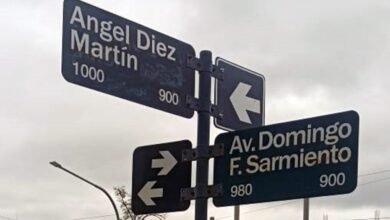 Angel Diez
Martín
1000 900
Av. Domingo
F. Sarmiento
980 900